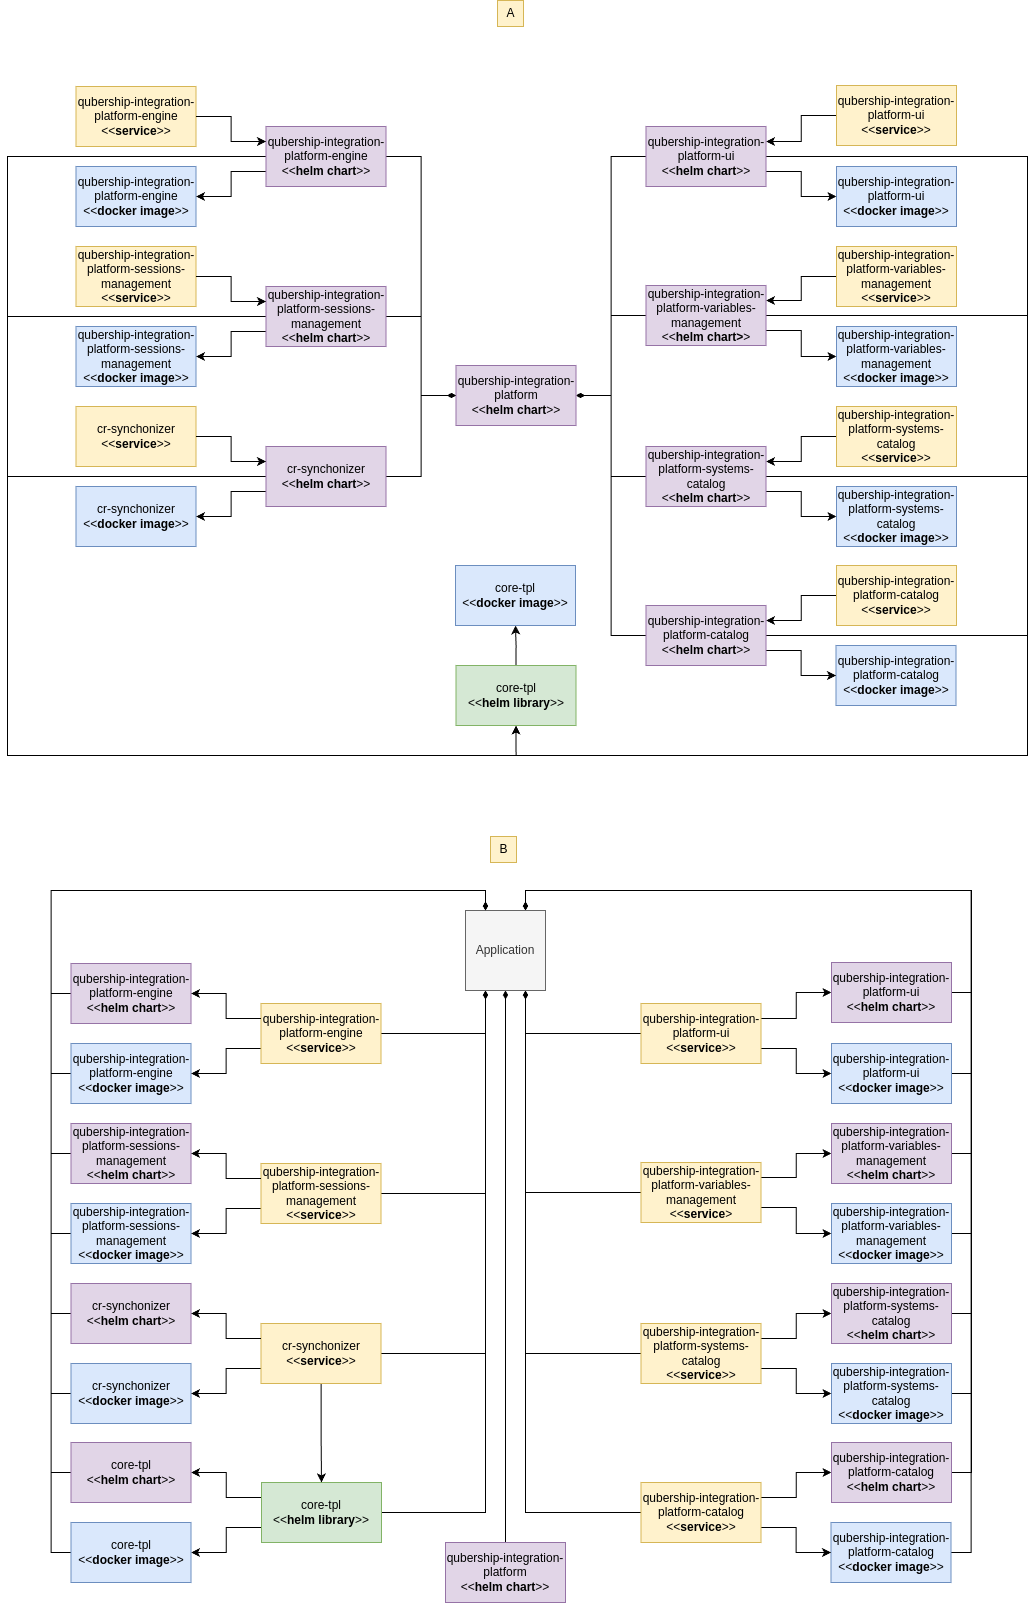 A
qubership-integration-
platform-engine
<<service>>
qubership-integration-
platform-engine
<<helm chart>>
qubership-integration-
platform-engine
<<docker image>>
qubership-integration-
platform-sessions-
management
<<service>>
qubership-integration-
platform-sessions-
management
<<helm chart>>
qubership-integration-
platform-sessions-
management
<<docker image>>
cr-synchonizer
<<service>>
cr-synchonizer
<<helm chart>>
cr-synchonizer
<<docker image>>
qubership-integration-
platform
<<helm chart>>
core-tpl
<<docker image>>
core-tpl
<<helm library>>
qubership-integration-
platform-ui
<<service>>
qubership-integration-
platform-ui
<<helm chart>>
qubership-integration-
platform-ui
<<docker image>>
qubership-integration-
platform-variables-
management
<<service>>
qubership-integration-
platform-variables-
management
<<helm chart>>
qubership-integration-
platform-variables-
management
<<docker image>>
qubership-integration-
platform-systems-
catalog
<<service>>
qubership-integration-
platform-systems-
catalog
<<helm chart>>
qubership-integration-
platform-systems-
catalog
<<docker image>>
qubership-integration-
platform-catalog
<<service>>
qubership-integration-
platform-catalog
<<helm chart>>
qubership-integration-
platform-catalog
<<docker image>>
B
Application
qubership-integration-
platform-engine
<<helm chart>>
qubership-integration-
platform-engine
<<service>>
qubership-integration-
platform-engine
<<docker image>>
qubership-integration-
platform-sessions-
management
<<helm chart>>
qubership-integration-
platform-sessions-
management
<<service>>
qubership-integration-
platform-sessions-
management
<<docker image>>
cr-synchonizer
<<helm chart>>
cr-synchonizer
<<service>>
cr-synchonizer
<<docker image>>
core-tpl
<<helm chart>>
core-tpl
<<helm library>>
core-tpl
<<docker image>>
qubership-integration-
platform
<<helm chart>>
qubership-integration-
platform-ui
<<service>>
qubership-integration-
platform-ui
<<helm chart>>
qubership-integration-
platform-ui
<<docker image>>
qubership-integration-
platform-variables-
management
<<service>
qubership-integration-
platform-variables-
management
<<helm chart>>
qubership-integration-
platform-variables-
management
<<docker image>>
qubership-integration-
platform-systems-
catalog
<<service>>
qubership-integration-
platform-systems-
catalog
<<helm chart>>
qubership-integration-
platform-systems-
catalog
<<docker image>>
qubership-integration-
platform-catalog
<<service>>
qubership-integration-
platform-catalog
<<helm chart>>
qubership-integration-
platform-catalog
<<docker image>>